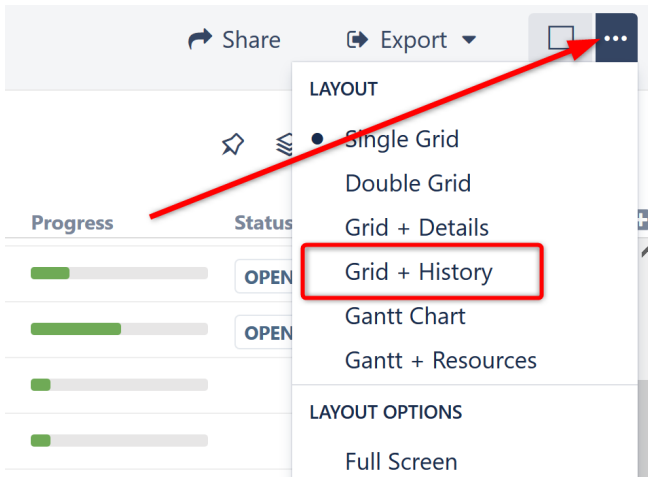 Share Export
LAYOUT
Single Grid
Double Grid
Progress Status
Grid + Details
OPEN
Grid + History
Gantt Chart
OPEN
Gantt + Resources
LAYOUT OPTIONS
Full Screen